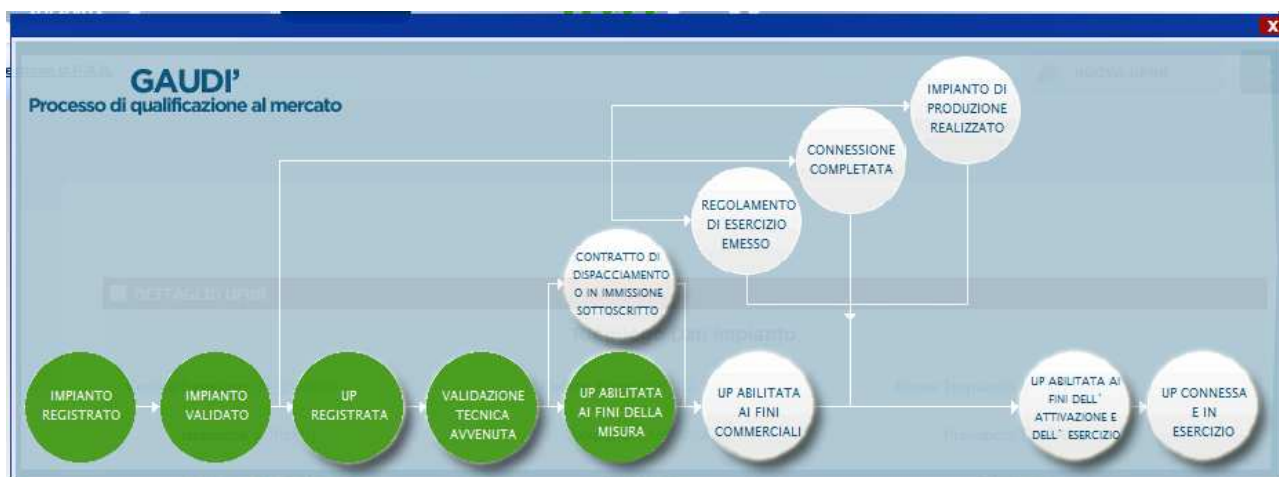 X
GAUDI'
Processo di qualificazione al mercato
IMPIANTO DI
PRODUZIONE
REALIZZATO
CONNESSIONE
COMPLETATA
REGOLAMENTO
DI ESERCIZIO
EMESSO
CONTRATTO DI
DISPACCIAMENTO
O IN IMMISSIONE
SOTTOSCRITTO
IMPIANTO
REGISTRATO
IMPIANTO
VALIDATO
UP
REGISTRATA
VALIDAZIONE
TECNICA
AVVENUTA
UP ABILITATA
AI FINI DELLA
MISURA
UP ABILITATA
AI FINI
COMMERCIALI
UP ABILITATA AI
FINI DELL'
ATTIVAZIONE E
DELL' ESERCIZIO
UP CONNESSA
E IN
ESERCIZIO